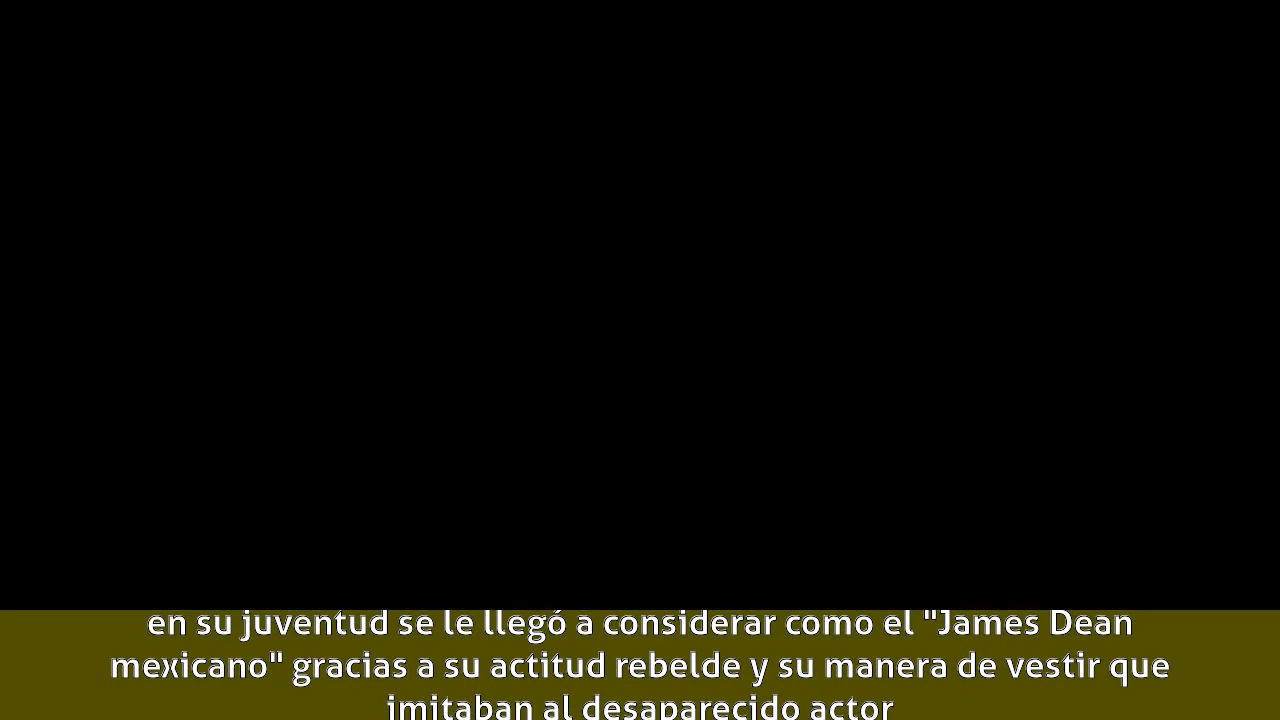 en su juventud se le llegó a considerar como el "James Dean
mexicano" gracias a su actitud rebelde y su manera de vestir que
imitaban al desaparecido actor